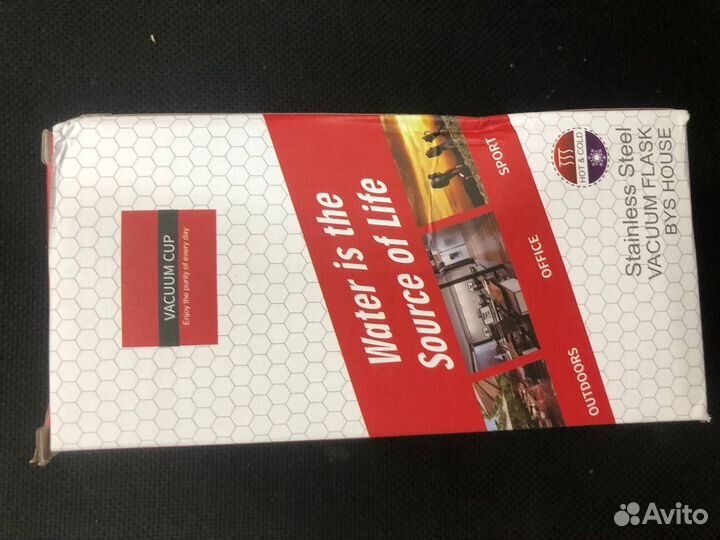 VACUUM CUP
Enjoy the purity of every day
Water is the
Source of Life
SPORT
OFFICE
OUTDOORS
HOT & COLD
Stainless Steel
VACUUM FLASK
BYS HOUSE
Avito